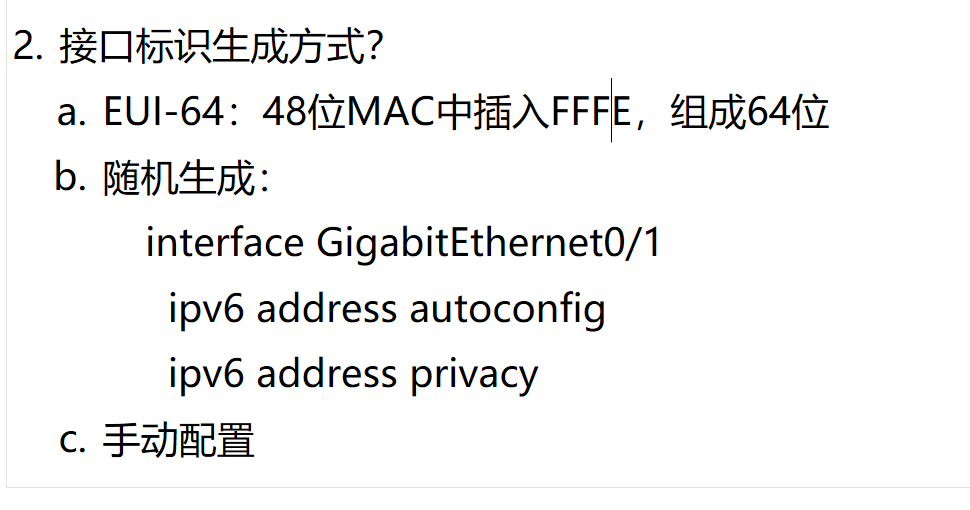 2. 接口标识生成方式？
a. EUI-64：48位MAC中插入FFFE，组成64位
b. 随机生成：
interface GigabitEthernet0/1
ipv6 address autoconfig
ipv6 address privacy
c. 手动配置